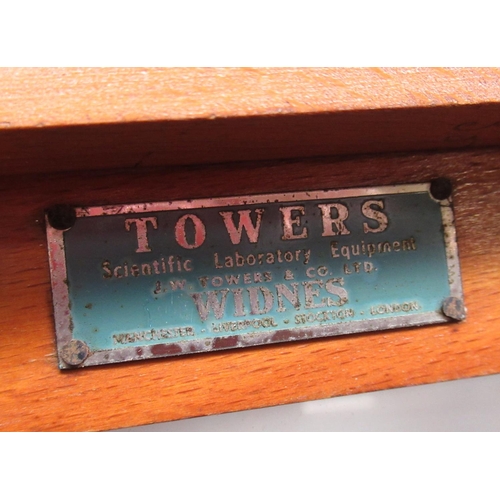 TOWERS
Scientific Laboratory Equipment
J.W. TOWERS & CO. LTD.
WIDNES
MANCHESTER - LIVERPOOL - STOCKTON - LONDON